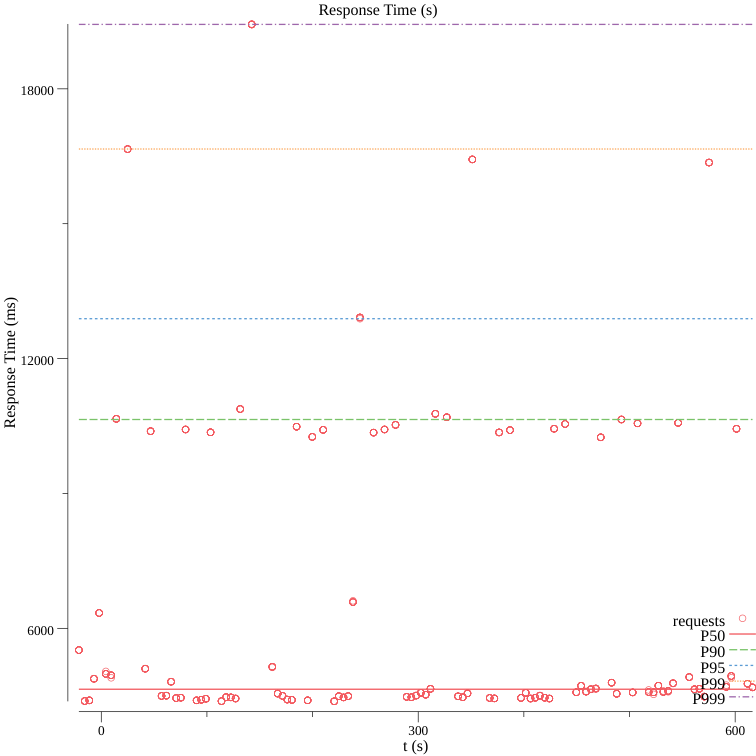 Response Time (s)
18000
12000
6000
Response Time (ms)
requests
P50
P90
P95
P99
P999
0
300
600
t (s)